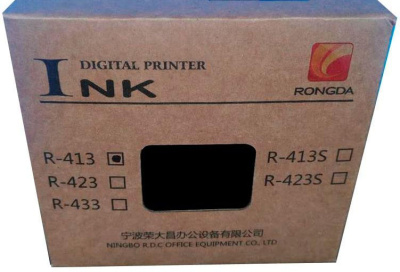 DIGITAL PRINTER
INK
RONGDA
R-413
R-413S
R-423
R-423S
R-433
宁波荣大昌办公设备有限公司
NINGBO R.D.C OFFICE EQUIPMENT CO., LTD